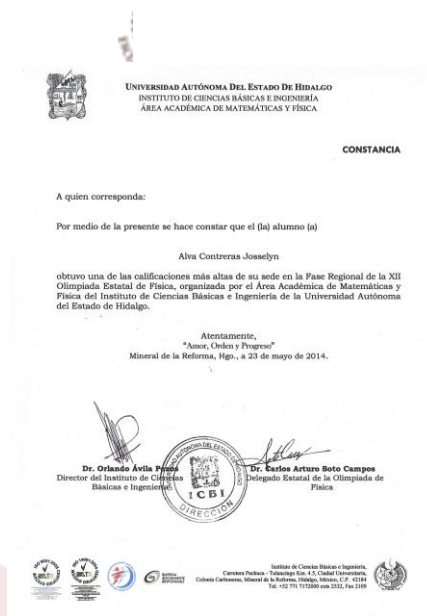 UNIVERSIDAD AUTÓNOMA DEL ESTADO DE HIDALGO
INSTITUTO DE CIENCIAS BÁSICAS E INGENIERÍA
ÁREA ACADÉMICA DE MATEMÁTICAS Y FÍSICA
CONSTANCIA
A quien corresponda:
Por medio de la presente se hace constar que el (la) alumno (a)
Alva Contreras Josselyn
obtuvo una de las calificaciones más altas de su sede en la Fase Regional de la XII
Olimpiada Estatal de Física, organizada por el Área Académica de Matemáticas y
Física del Instituto de Ciencias Básicas e Ingeniería de la Universidad Autónoma
del Estado de Hidalgo.
Atentamente,
“Amor, Orden y Progreso”
Mineral de la Reforma, Hgo., a 23 de mayo de 2014.
Dr. Orlando Ávila Pozos
Director del Instituto de Ciencias
Básicas e Ingeniería
ICBI
DIRECCIÓN
Dr. Carlos Arturo Soto Campos
Delegado Estatal de la Olimpiada de
Física
Instituto de Ciencias Básicas e Ingeniería,
Carretera Pachuca - Tulancingo Km. 4.5, Ciudad Universitaria,
Colonia Carboneras, Mineral de la Reforma, Hidalgo, México, C.P. 42184
Tel. +52 771 7172000 exts 2532, Fax 2109